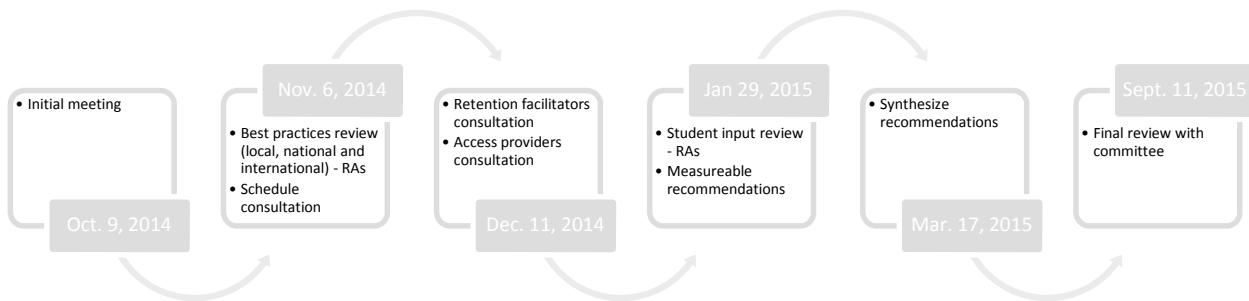 • Initial meeting
Oct. 9, 2014
Nov. 6, 2014
• Best practices review
(local, national and
international) - RAs
• Schedule
consultation
• Retention facilitators
consultation
• Access providers
consultation
Dec. 11, 2014
Jan 29, 2015
• Student input review
- RAs
• Measureable
recommendations
• Synthesize
recommendations
Mar. 17, 2015
Sept. 11, 2015
• Final review with
committee